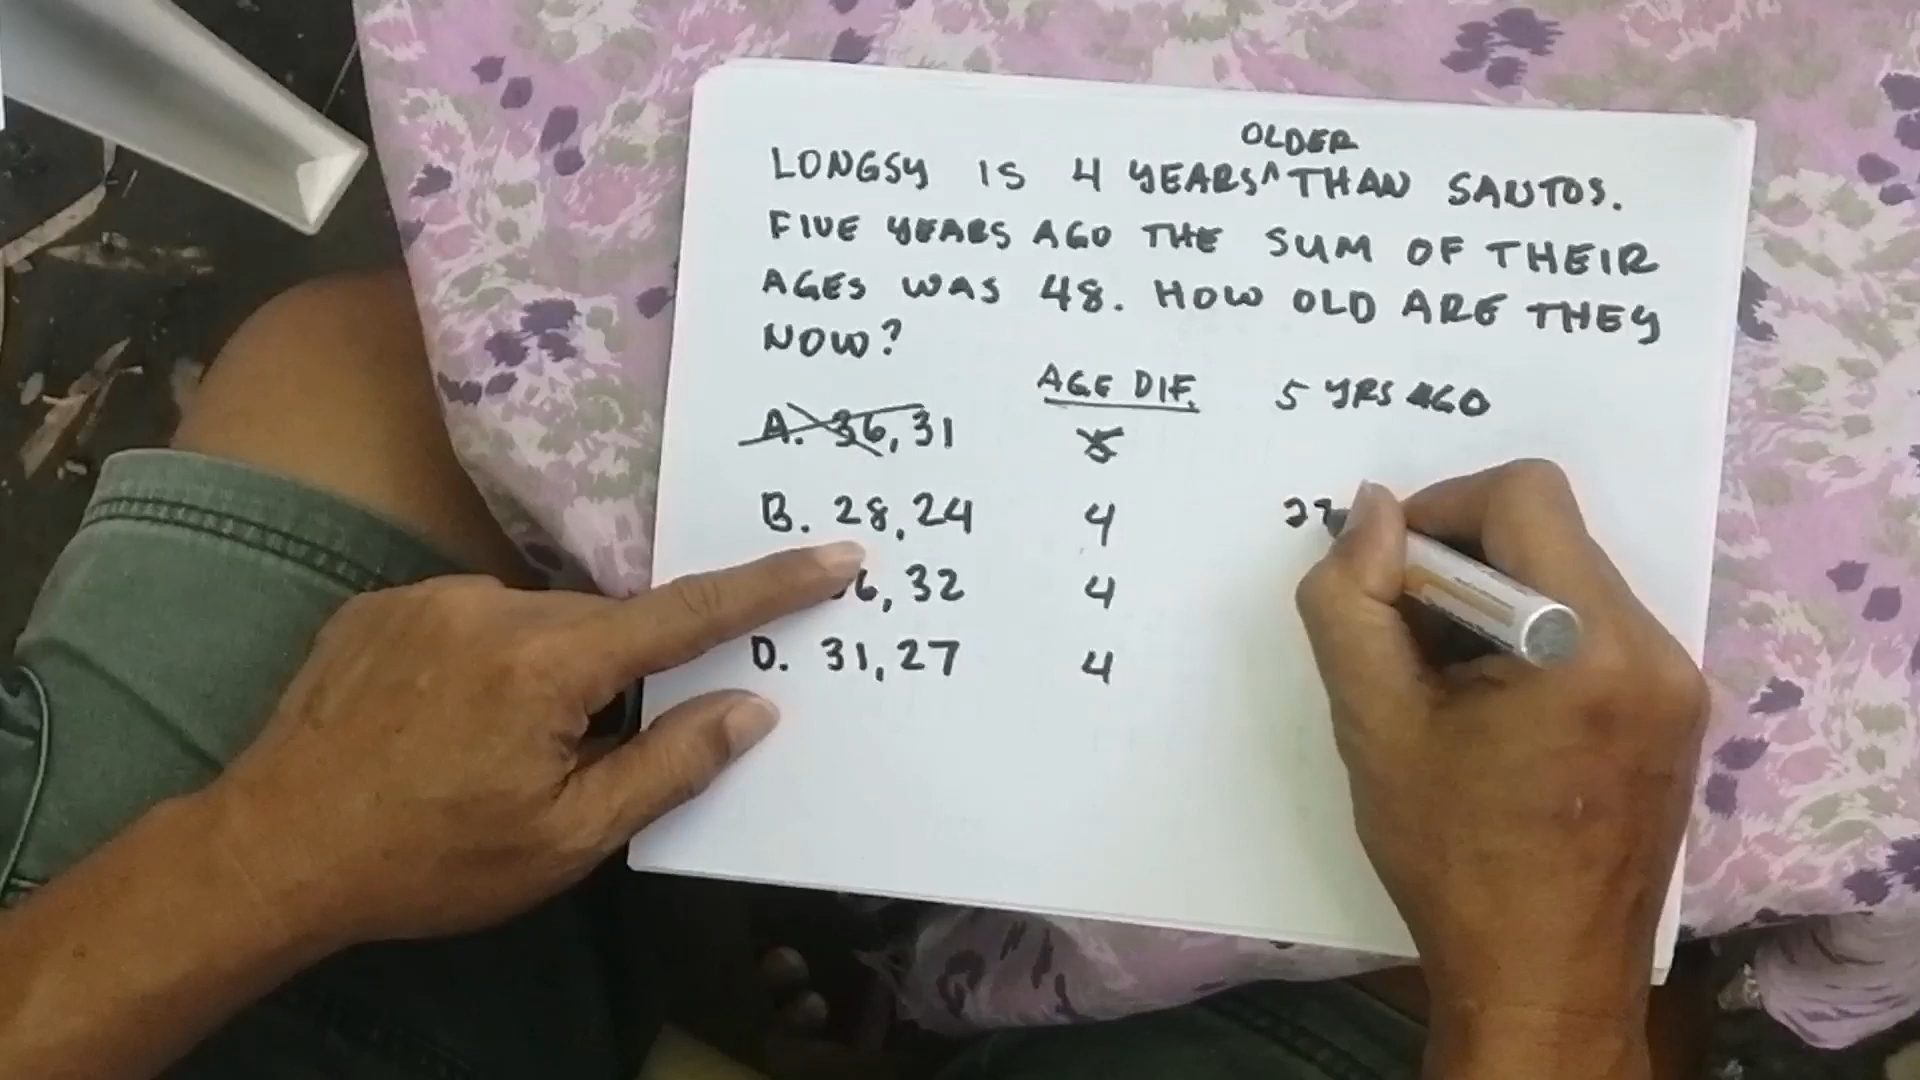 OLDER
LONGSY IS 4 YEARS^THAN SANTOS.
FIVE YEARS AGO THE SUM OF THEIR
AGES WAS 48. HOW OLD ARE THEY
NOW?
AGE DIF. 5 YRS AGO
A. 36, 31 5
B. 28, 24 4 23
6, 32 4
D. 31, 27 4